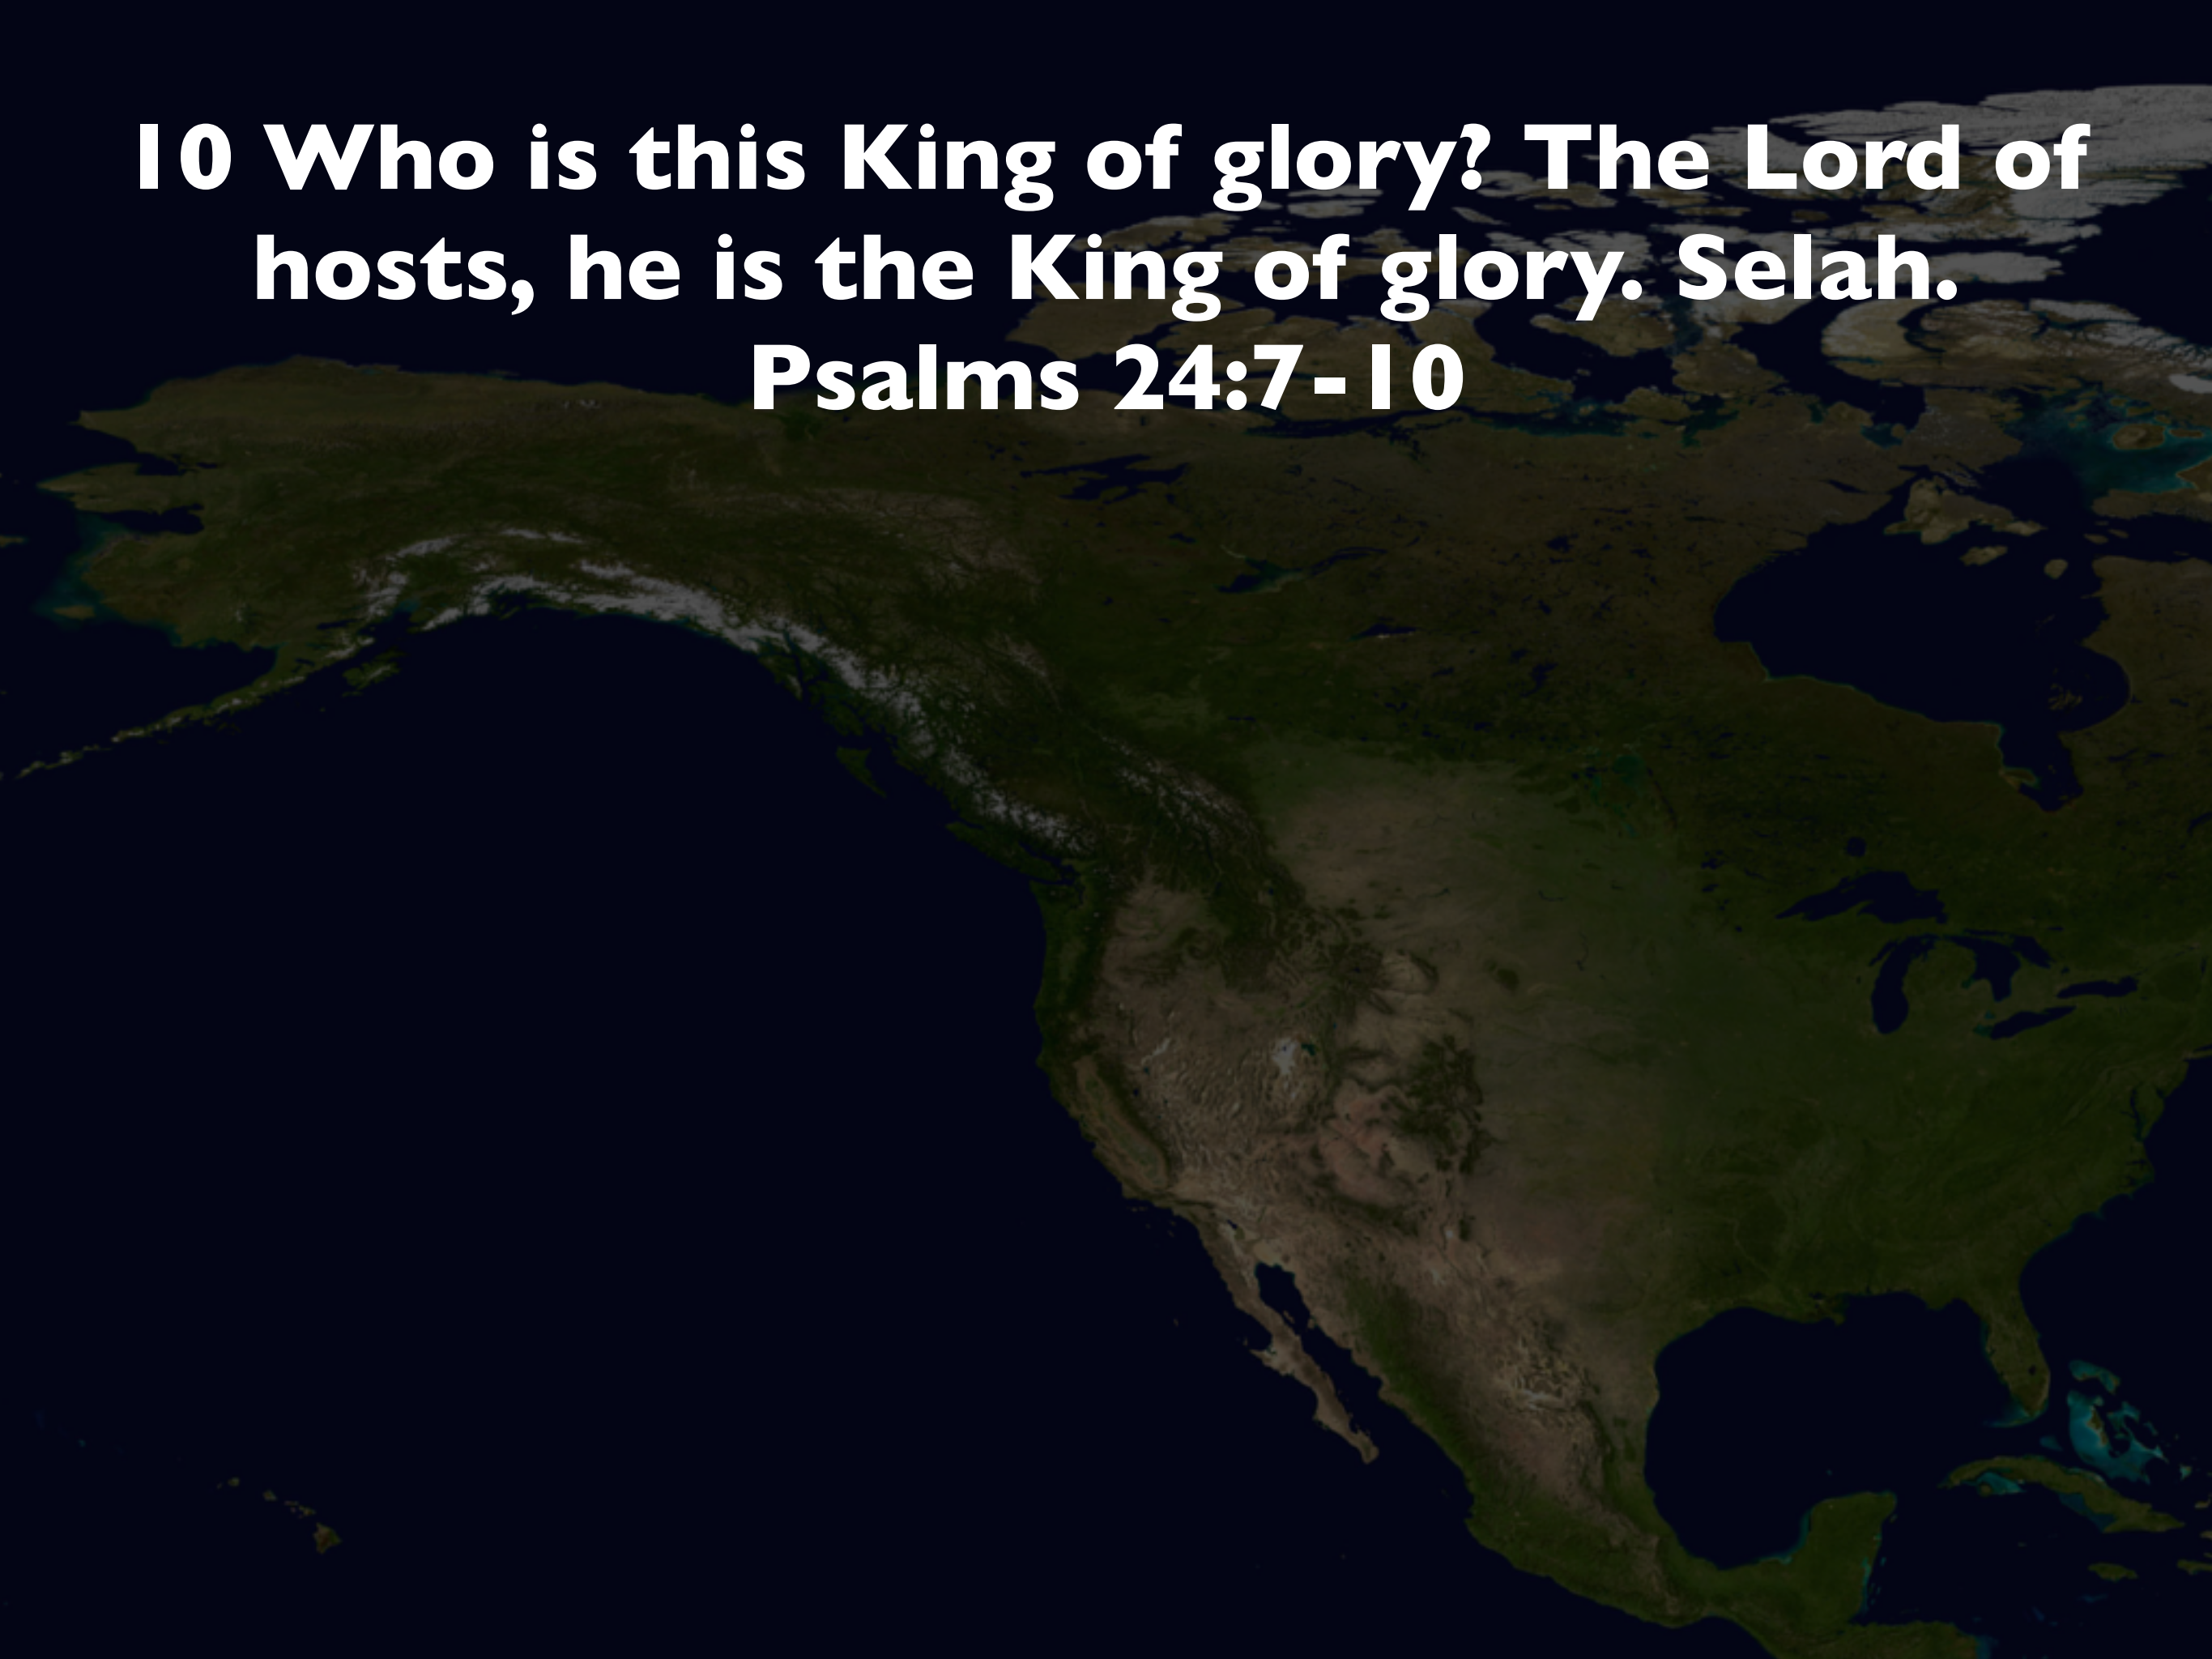 10 Who is this King of glory? The Lord of
hosts, he is the King of glory. Selah.
Psalms 24:7-10